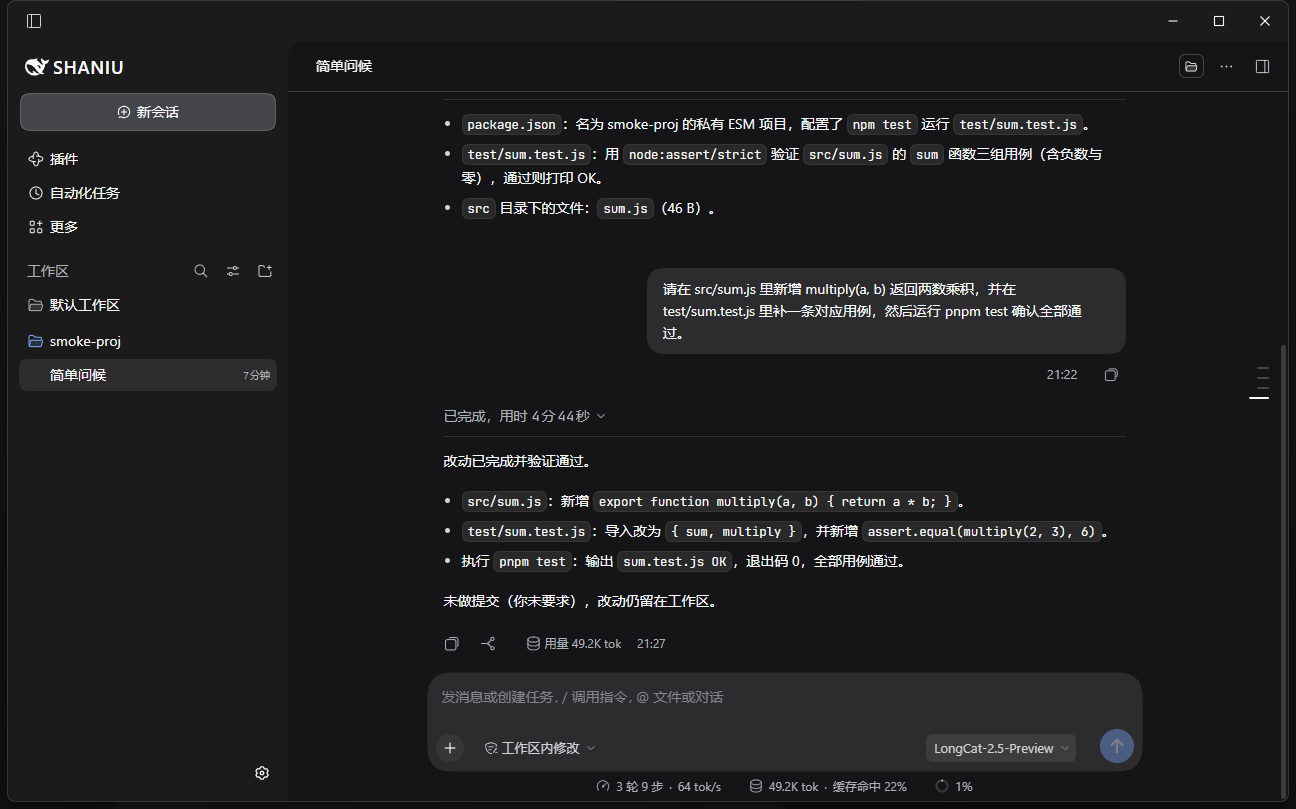 SHANIU
新会话
插件
自动化任务
更多
工作区
默认工作区
smoke-proj
简单问候 7分钟
简单问候
package.json：名为 smoke-proj 的私有 ESM 项目，配置了 npm test 运行 test/sum.test.js。
test/sum.test.js：用 node:assert/strict 验证 src/sum.js 的 sum 函数三组用例（含负数与
零），通过则打印 OK。
src 目录下的文件：sum.js（46 B）。
请在 src/sum.js 里新增 multiply(a, b) 返回两数乘积，并在
test/sum.test.js 里补一条对应用例，然后运行 pnpm test 确认全部通
过。
21:22
已完成，用时 4分44秒
改动已完成并验证通过。
src/sum.js：新增 export function multiply(a, b) { return a * b; }。
test/sum.test.js：导入改为 { sum, multiply }，并新增 assert.equal(multiply(2, 3), 6)。
执行 pnpm test：输出 sum.test.js OK，退出码 0，全部用例通过。
未做提交（你未要求），改动仍留在工作区。
用量 49.2K tok 21:27
发消息或创建任务, / 调用指令, @ 文件或对话
工作区内修改
LongCat-2.5-Preview
3 轮 9 步 · 64 tok/s 49.2K tok · 缓存命中 22% 1%